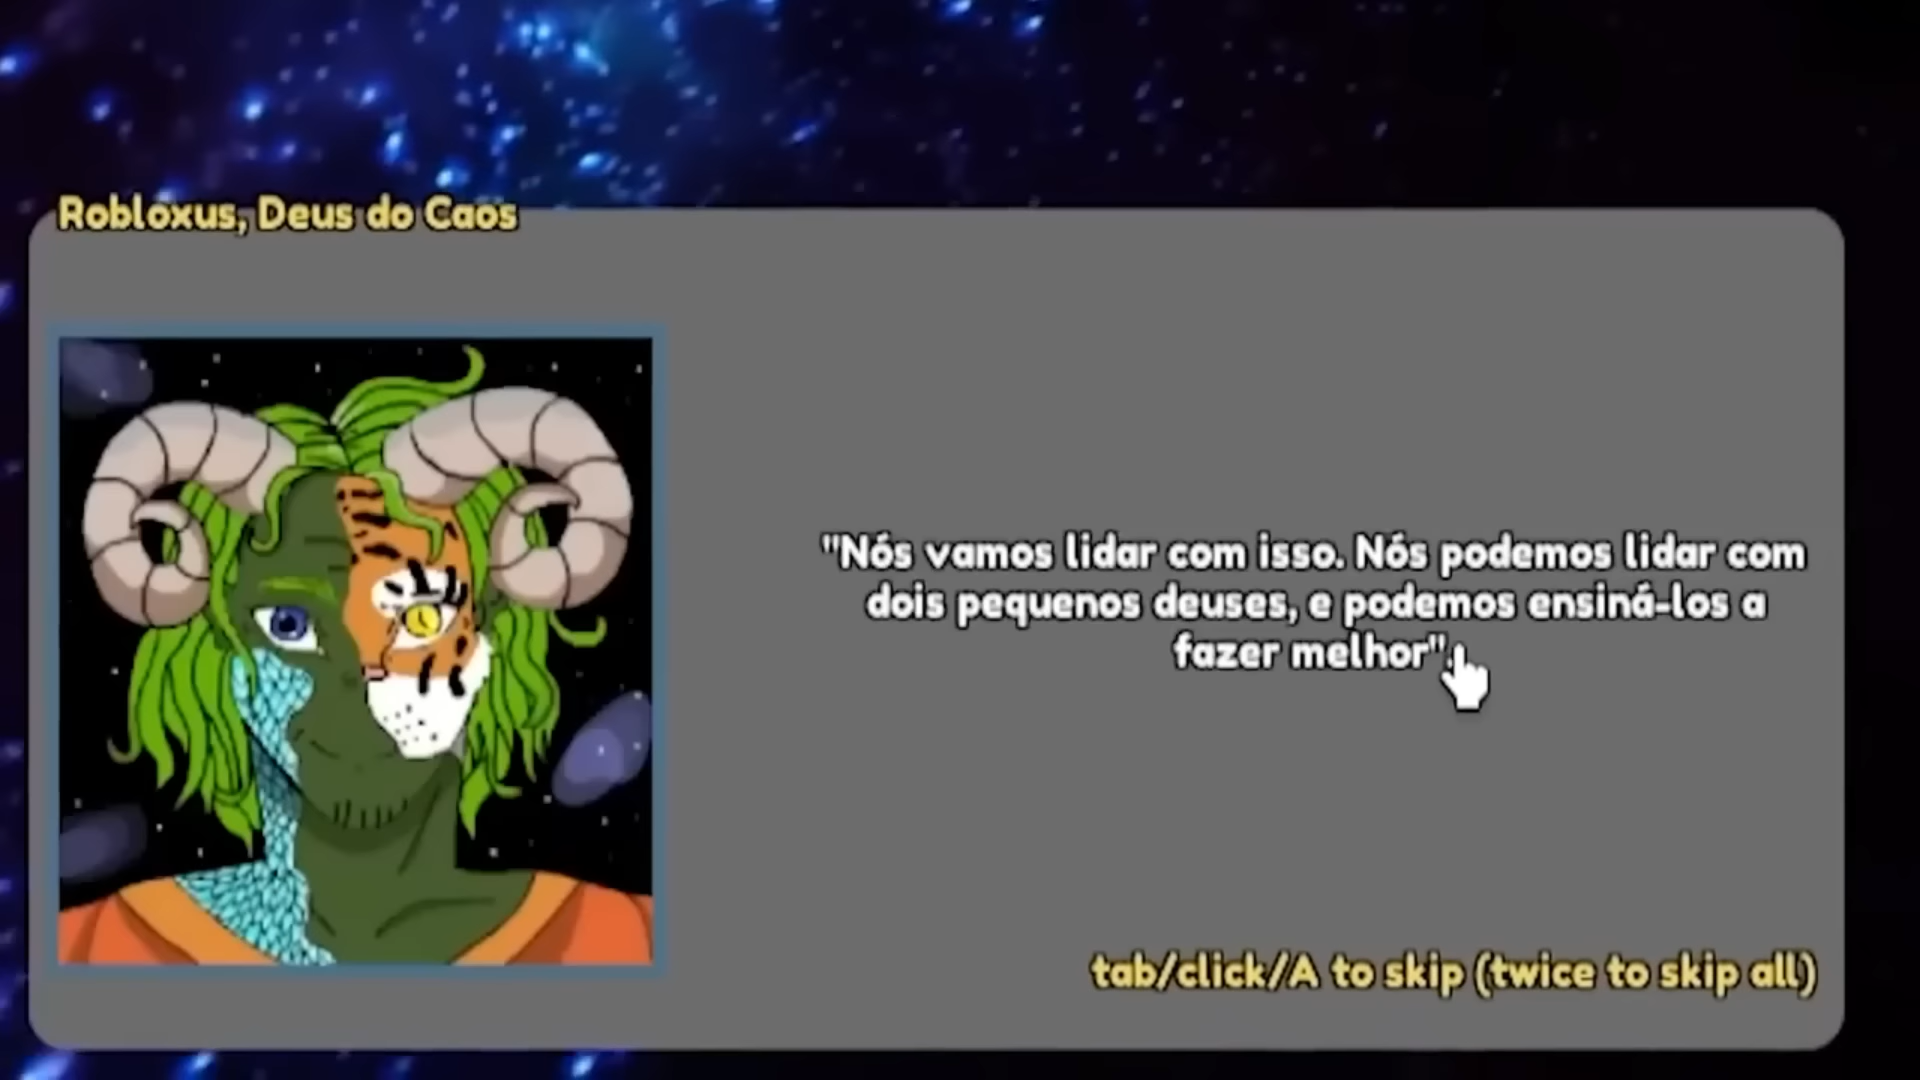 Robloxus, Deus do Caos
"Nós vamos lidar com isso. Nós podemos lidar com
dois pequenos deuses, e podemos ensiná-los a
fazer melhor".
tab/click/A to skip (twice to skip all)